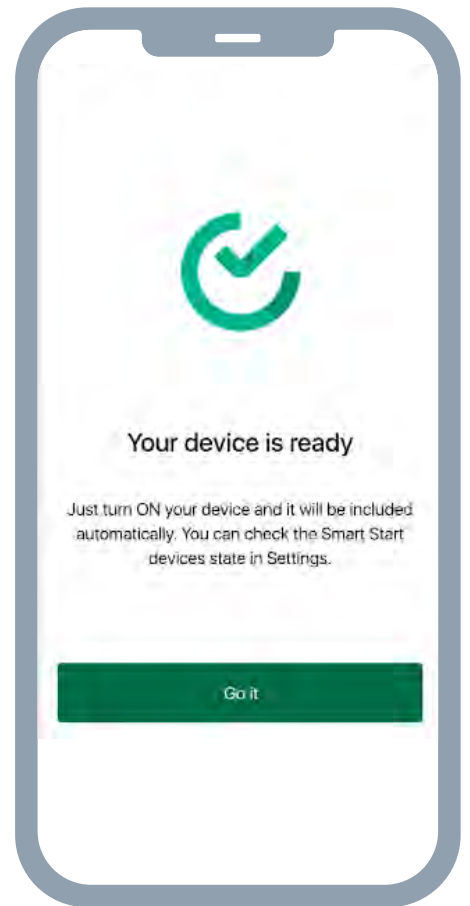 Your device is ready
Just turn ON your device and it will be included
automatically. You can check the Smart Start
devices state in Settings.
Go it